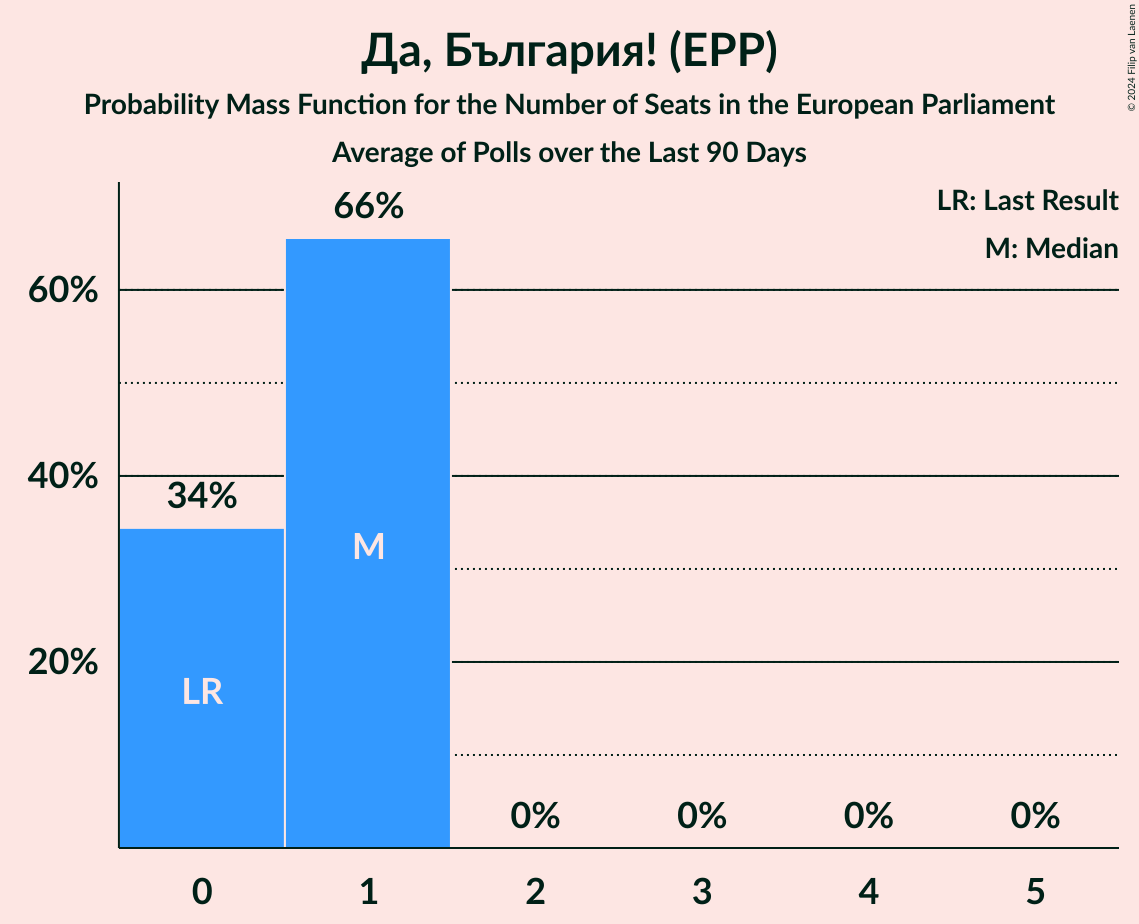 Да, България! (EPP)
Probability Mass Function for the Number of Seats in the European Parliament
Average of Polls over the Last 90 Days
© 2024 Filip van Laenen
LR: Last Result
M: Median
66%
60%
40%
34%
M
20%
LR
0% 0% 0% 0%
0 1 2 3 4 5